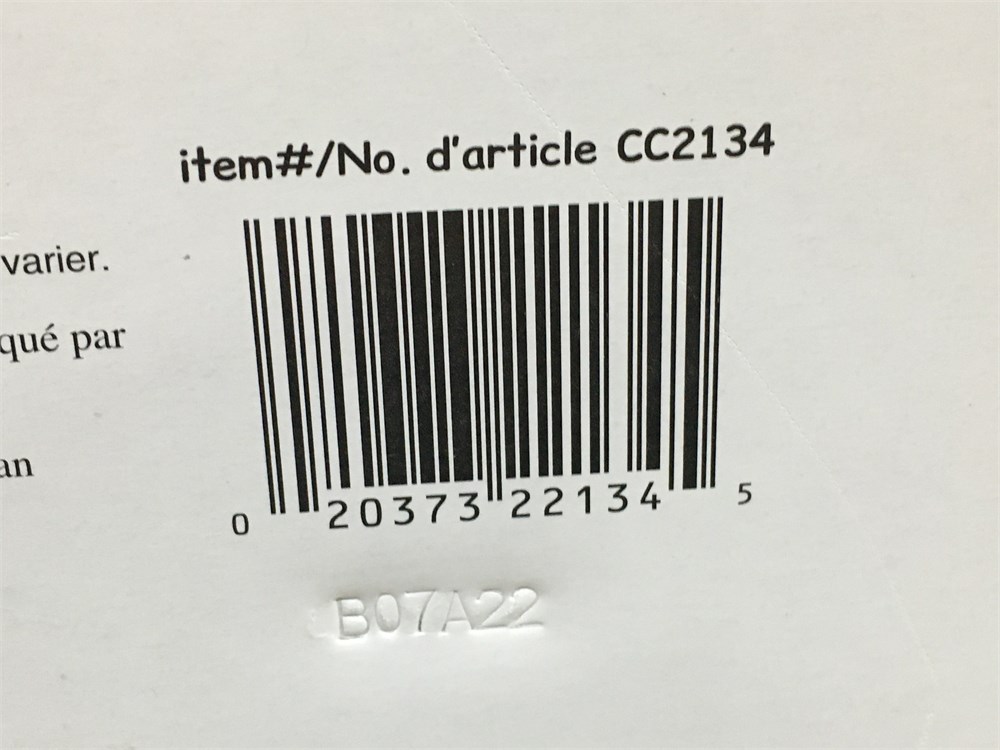 item#/No. d'article CC2134
varier.
qué par
an
0 20373 22134 5
B07A22